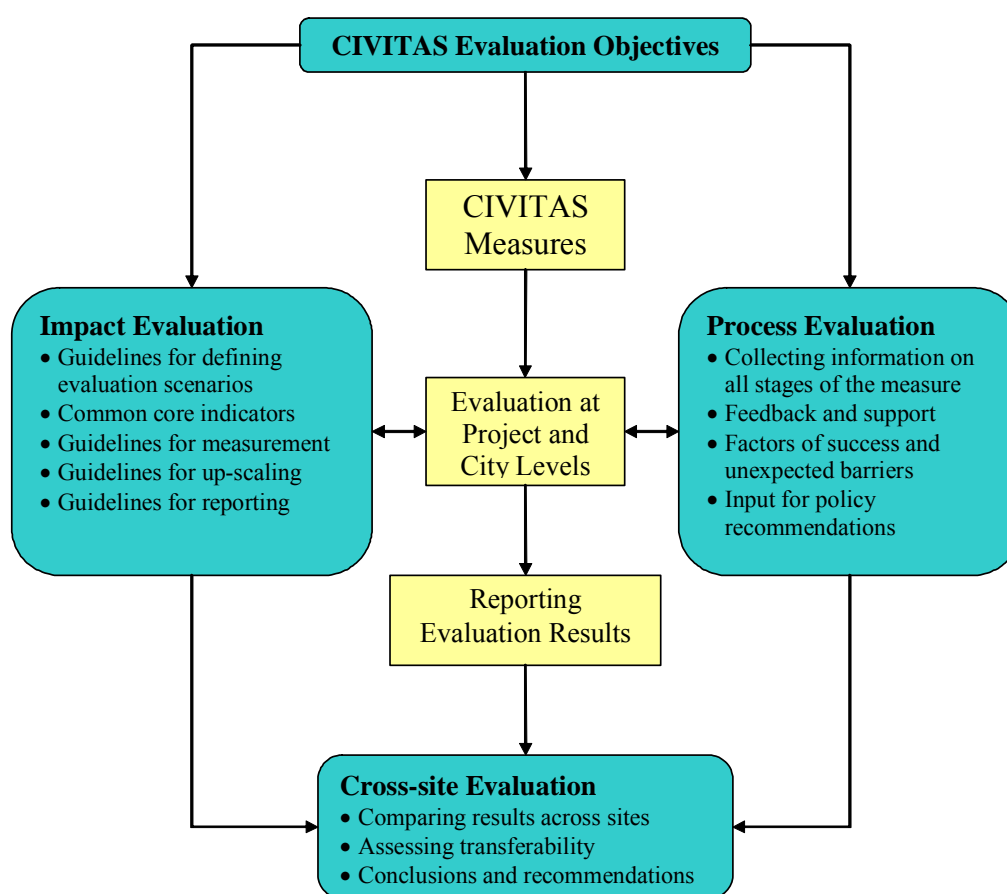 CIVITAS Evaluation Objectives
CIVITAS
Measures
Impact Evaluation
• Guidelines for defining
evaluation scenarios
• Common core indicators
• Guidelines for measurement
• Guidelines for up-scaling
• Guidelines for reporting
Evaluation at
Project and
City Levels
Process Evaluation
• Collecting information on
all stages of the measure
• Feedback and support
• Factors of success and
unexpected barriers
• Input for policy
recommendations
Reporting
Evaluation Results
Cross-site Evaluation
• Comparing results across sites
• Assessing transferability
• Conclusions and recommendations